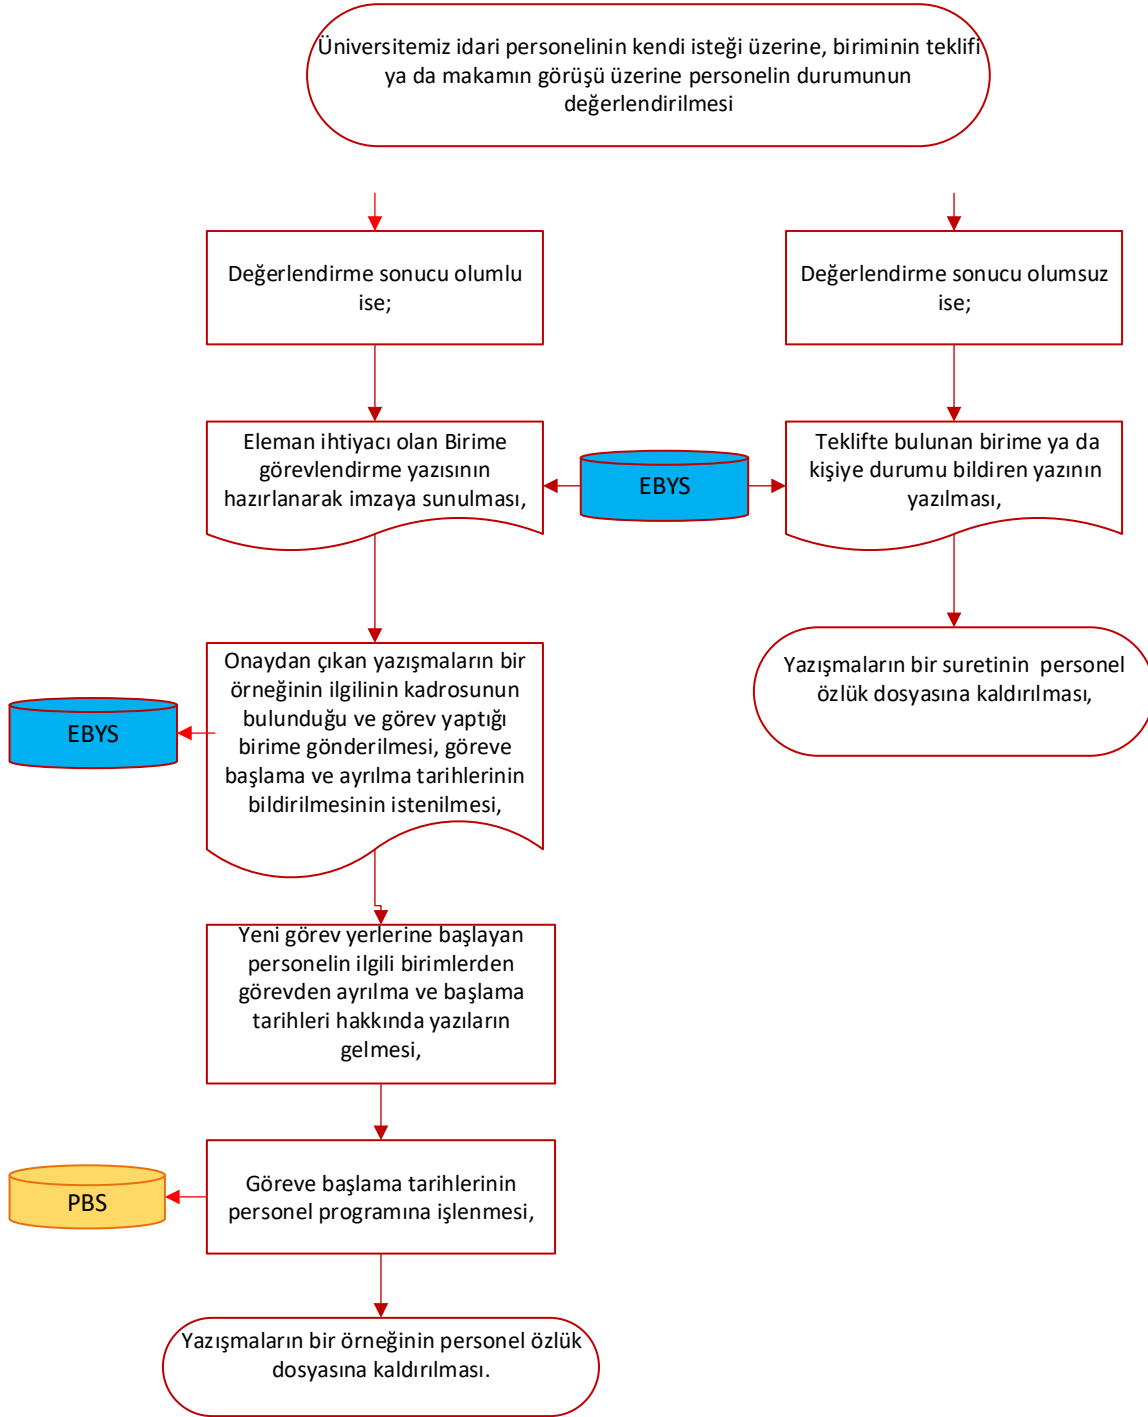 Üniversitemiz idari personelinin kendi isteği üzerine, biriminin teklifi
ya da makamın görüşü üzerine personelin durumunun
değerlendirilmesi
Değerlendirme sonucu olumlu
ise;
Değerlendirme sonucu olumsuz
ise;
Eleman ihtiyacı olan Birime
görevlendirme yazısının
hazırlanarak imzaya sunulması,
EBYS
Teklifte bulunan birime ya da
kişiye durumu bildiren yazının
yazılması,
Onaydan çıkan yazışmaların bir
örneğinin ilgilinin kadrosunun
bulunduğu ve görev yaptığı
birime gönderilmesi, göreve
başlama ve ayrılma tarihlerinin
bildirilmesinin istenilmesi,
EBYS
Yazışmaların bir suretinin  personel
özlük dosyasına kaldırılması,
Yeni görev yerlerine başlayan
personelin ilgili birimlerden
görevden ayrılma ve başlama
tarihleri hakkında yazıların
gelmesi,
Göreve başlama tarihlerinin
personel programına işlenmesi,
PBS
Yazışmaların bir örneğinin personel özlük
dosyasına kaldırılması.